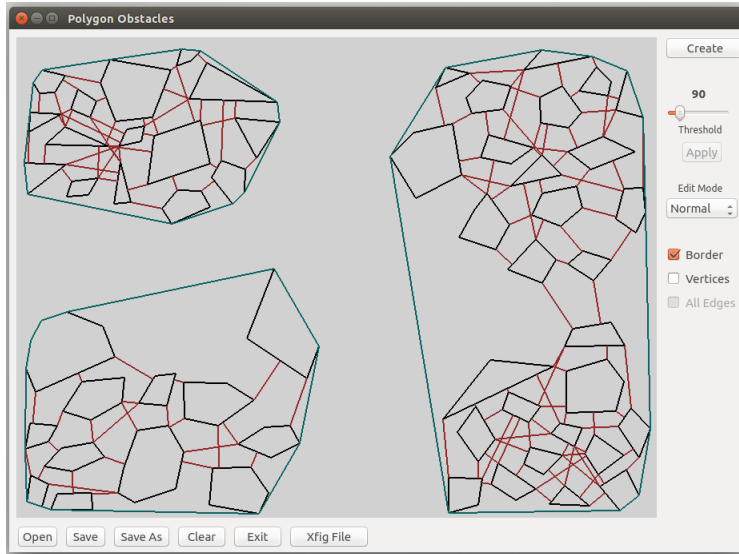 Polygon Obstacles
Create
90
Threshold
Apply
Edit Mode
Normal
Border
Vertices
All Edges
Open Save Save As Clear Exit Xfig File